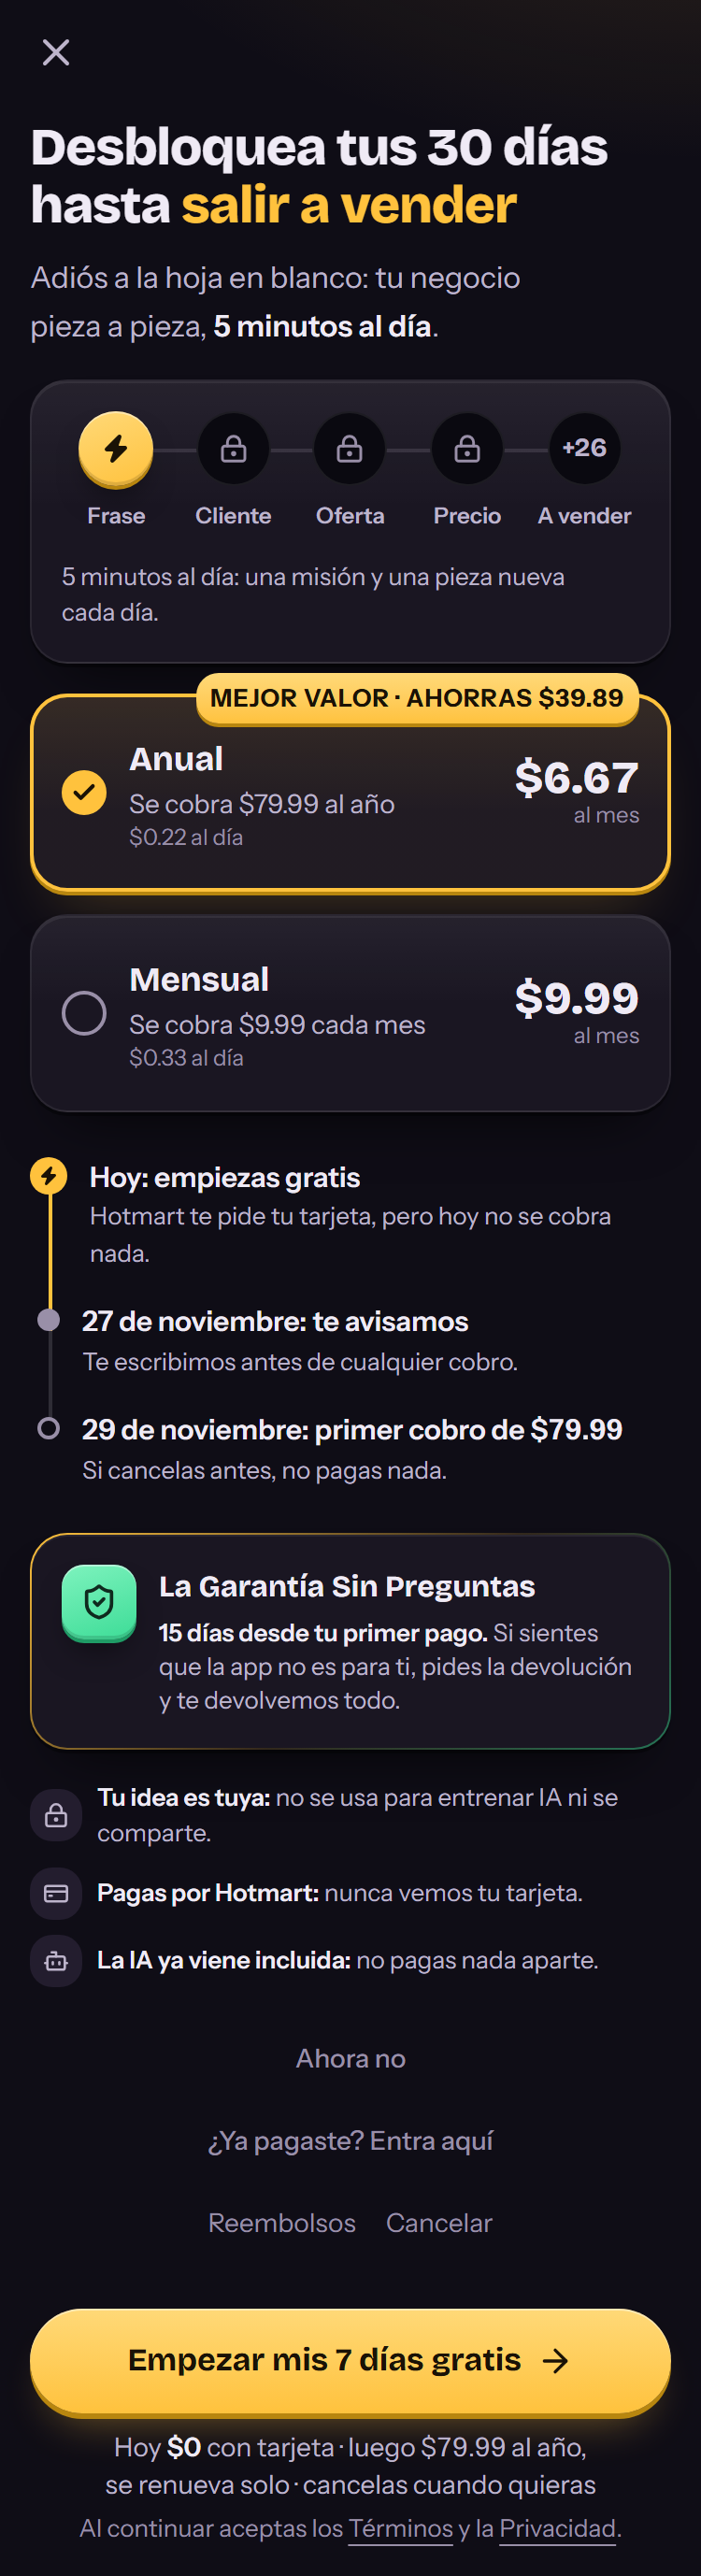 Desbloquea tus 30 días
hasta salir a vender
Adiós a la hoja en blanco: tu negocio
pieza a pieza, 5 minutos al día.
+26
Frase Cliente Oferta Precio A vender
5 minutos al día: una misión y una pieza nueva
cada día.
MEJOR VALOR · AHORRAS $39.89
Anual
Se cobra $79.99 al año
$0.22 al día
$6.67
al mes
Mensual
Se cobra $9.99 cada mes
$0.33 al día
$9.99
al mes
Hoy: empiezas gratis
Hotmart te pide tu tarjeta, pero hoy no se cobra
nada.
27 de noviembre: te avisamos
Te escribimos antes de cualquier cobro.
29 de noviembre: primer cobro de $79.99
Si cancelas antes, no pagas nada.
La Garantía Sin Preguntas
15 días desde tu primer pago. Si sientes
que la app no es para ti, pides la devolución
y te devolvemos todo.
Tu idea es tuya: no se usa para entrenar IA ni se
comparte.
Pagas por Hotmart: nunca vemos tu tarjeta.
La IA ya viene incluida: no pagas nada aparte.
Ahora no
¿Ya pagaste? Entra aquí
Reembolsos Cancelar
Empezar mis 7 días gratis →
Hoy $0 con tarjeta · luego $79.99 al año,
se renueva solo · cancelas cuando quieras
Al continuar aceptas los Términos y la Privacidad.